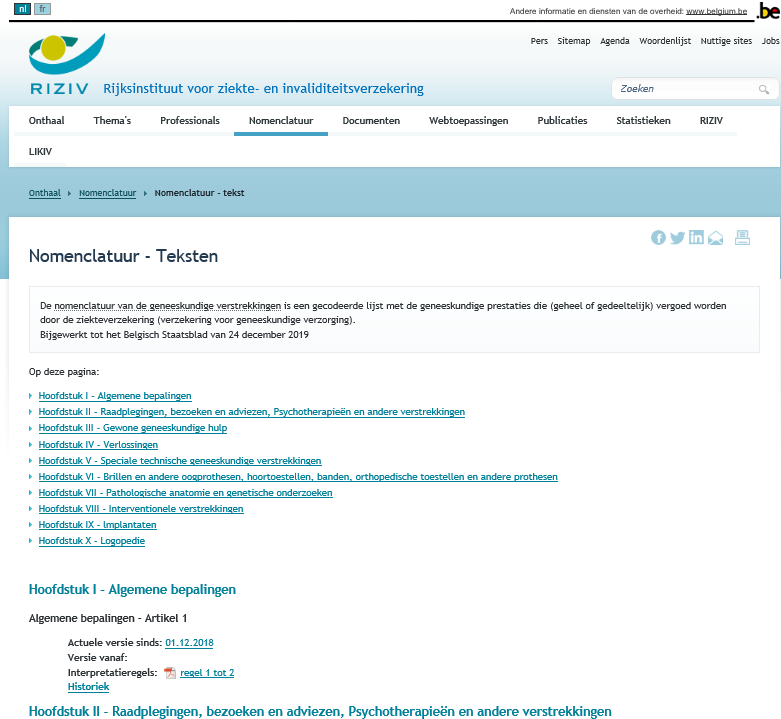 nl fr
Andere informatie en diensten van de overheid: www.belgium.be
.be
Pers Sitemap Agenda Woordenlijst Nuttige sites Jobs
RIZIV Rijksinstituut voor ziekte- en invaliditeitsverzekering
Zoeken
Onthaal Thema's Professionals Nomenclatuur Documenten Webtoepassingen Publicaties Statistieken RIZIV
LIKIV
Onthaal Nomenclatuur Nomenclatuur - tekst
Nomenclatuur - Teksten
De nomenclatuur van de geneeskundige verstrekkingen is een gecodeerde lijst met de geneeskundige prestaties die (geheel of gedeeltelijk) vergoed worden
door de ziekteverzekering (verzekering voor geneeskundige verzorging).
Bijgewerkt tot het Belgisch Staatsblad van 24 december 2019
Op deze pagina:
Hoofdstuk I - Algemene bepalingen
Hoofdstuk II - Raadplegingen, bezoeken en adviezen, Psychotherapieën en andere verstrekkingen
Hoofdstuk III - Gewone geneeskundige hulp
Hoofdstuk IV - Verlossingen
Hoofdstuk V - Speciale technische geneeskundige verstrekkingen
Hoofdstuk VI - Brillen en andere oogprothesen, hoortoestellen, banden, orthopedische toestellen en andre prothesen
Hoofdstuk VII - Pathologische anatomie en genetische onderzoeken
Hoofdstuk VIII - Interventionele verstrekkingen
Hoofdstuk IX - Implantaten
Hoofdstuk X - Logopedie
Hoofdstuk I - Algemene bepalingen
Algemene bepalingen - Artikel 1
Actuele versie sinds: 01.12.2018
Versie vanaf:
Interpretatieregels: regel 1 tot 2
Historiek
Hoofdstuk II - Raadplegingen, bezoeken en adviezen, Psychotherapieën en andere verstrekkingen